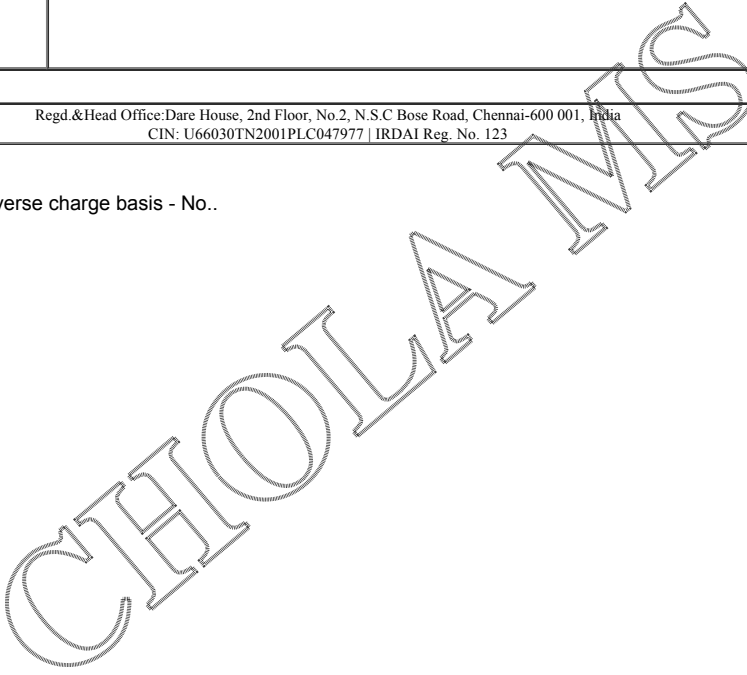 Regd.&Head Office:Dare House, 2nd Floor, No.2, N.S.C Bose Road, Chennai-600 001, India
CIN: U66030TN2001PLC047977 | IRDAI Reg. No. 123
verse charge basis - No..
CHOLA MS